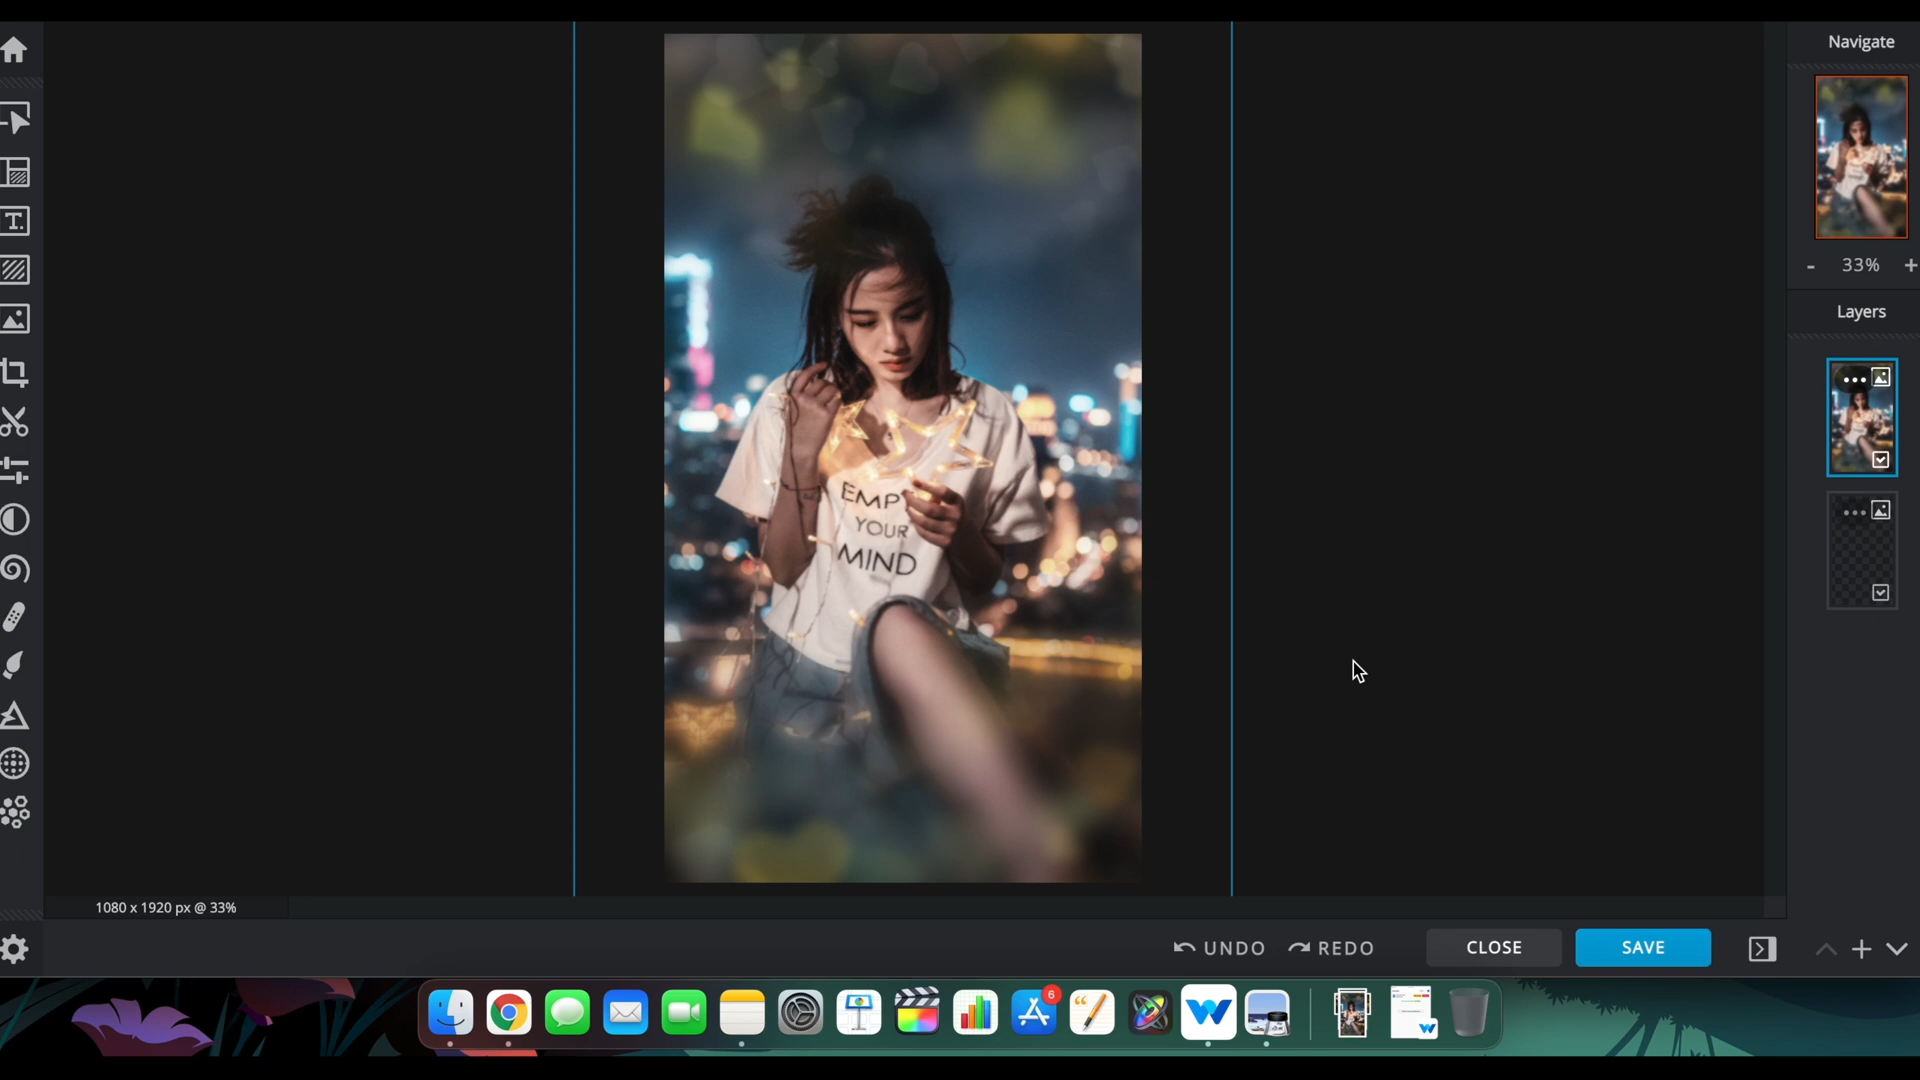 Navigate
- 33% +
Layers
EMP
YOUR
MIND
1080 x 1920 px @ 33%
UNDO REDO CLOSE SAVE
6